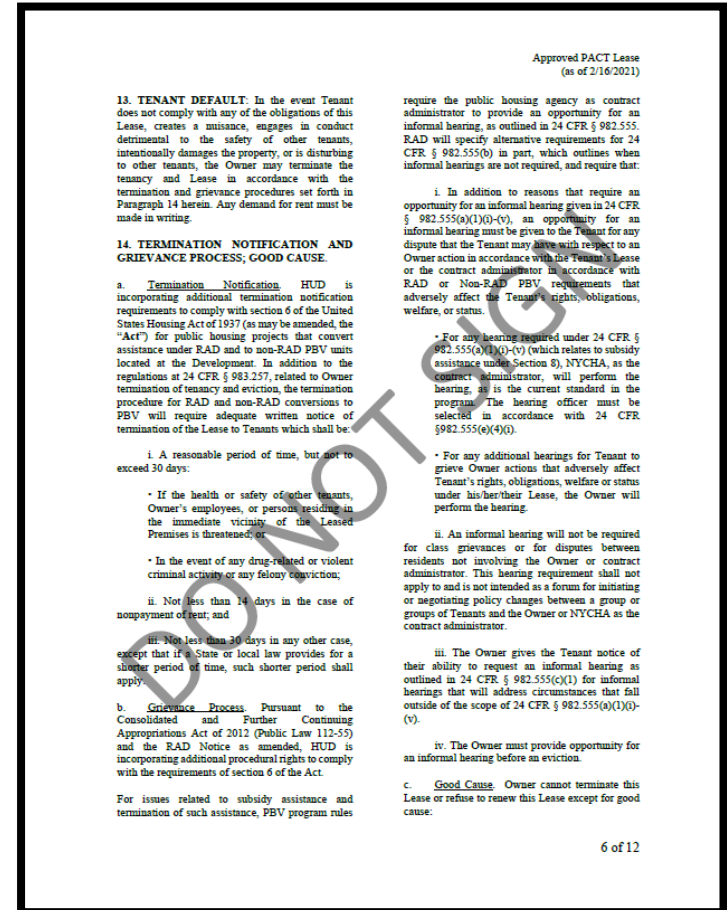 Approved PACT Lease
(as of 2/16/2021)
13. TENANT DEFAULT: In the event Tenant
does not comply with any of the obligations of this
Lease, creates a nuisance, engages in conduct
detrimental to the safety of other tenants,
intentionally damages the property, or is disturbing
to other tenants, the Owner may terminate the
tenancy and Lease in accordance with the
termination and grievance procedures set forth in
Paragraph 14 herein. Any demand for rent must be
made in writing.
14. TERMINATION NOTIFICATION AND
GRIEVANCE PROCESS; GOOD CAUSE.
a. Termination Notification. HUD is
incorporating additional termination notification
requirements to comply with section 6 of the United
States Housing Act of 1937 (as may be amended, the
“Act”) for public housing projects that convert
assistance under RAD and to non-RAD PBV units
located at the Development. In addition to the
regulations at 24 CFR § 983.257, related to Owner
termination of tenancy and eviction, the termination
procedure for RAD and non-RAD conversions to
PBV will require adequate written notice of
termination of the Lease to Tenants which shall be:
i. A reasonable period of time, but not to
exceed 30 days:
• If the health or safety of other tenants,
Owner’s employees, or persons residing in
the immediate vicinity of the Leased
Premises is threatened; or
• In the event of any drug-related or violent
criminal activity or any felony conviction;
ii. Not less than 14 days in the case of
nonpayment of rent; and
iii. Not less than 30 days in any other case,
except that if a State or local law provides for a
shorter period of time, such shorter period shall
apply.
b. Grievance Process. Pursuant to the
Consolidated and Further Continuing
Appropriations Act of 2012 (Public Law 112-55)
and the RAD Notice as amended, HUD is
incorporating additional procedural rights to comply
with the requirements of section 6 of the Act.
For issues related to subsidy assistance and
termination of such assistance, PBV program rules
require the public housing agency as contract
administrator to provide an opportunity for an
informal hearing, as outlined in 24 CFR § 982.555.
RAD will specify alternative requirements for 24
CFR § 982.555(b) in part, which outlines when
informal hearings are not required, and require that:
i. In addition to reasons that require an
opportunity for an informal hearing given in 24 CFR
§ 982.555(a)(1)(i)-(v), an opportunity for an
informal hearing must be given to the Tenant for any
dispute that the Tenant may have with respect to an
Owner action in accordance with the Tenant’s Lease
or the contract administrator in accordance with
RAD or Non-RAD PBV requirements that
adversely affect the Tenant’s rights, obligations,
welfare, or status.
• For any hearing required under 24 CFR §
982.555(a)(1)(i)-(v) (which relates to subsidy
assistance under Section 8), NYCHA, as the
contract administrator, will perform the
hearing, as is the current standard in the
program. The hearing officer must be
selected in accordance with 24 CFR
§982.555(e)(4)(i).
• For any additional hearings for Tenant to
grieve Owner actions that adversely affect
Tenant’s rights, obligations, welfare or status
under his/her/their Lease, the Owner will
perform the hearing.
ii. An informal hearing will not be required
for class grievances or for disputes between
residents not involving the Owner or contract
administrator. This hearing requirement shall not
apply to and is not intended as a forum for initiating
or negotiating policy changes between a group or
groups of Tenants and the Owner or NYCHA as the
contract administrator.
iii. The Owner gives the Tenant notice of
their ability to request an informal hearing as
outlined in 24 CFR § 982.555(c)(1) for informal
hearings that will address circumstances that fall
outside of the scope of 24 CFR § 982.555(a)(1)(i)-
(v).
iv. The Owner must provide opportunity for
an informal hearing before an eviction.
c. Good Cause. Owner cannot terminate this
Lease or refuse to renew this Lease except for good
cause:
6 of 12
DO NOT SIGN